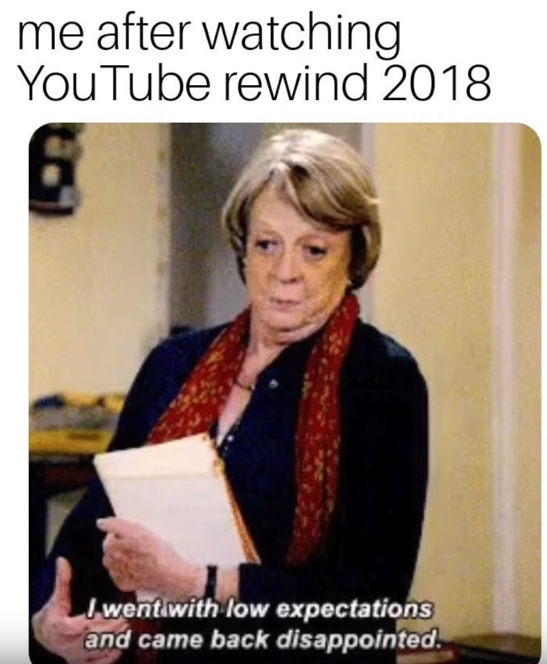 me after watching
YouTube rewind 2018
I went with low expectations
and came back disappointed.